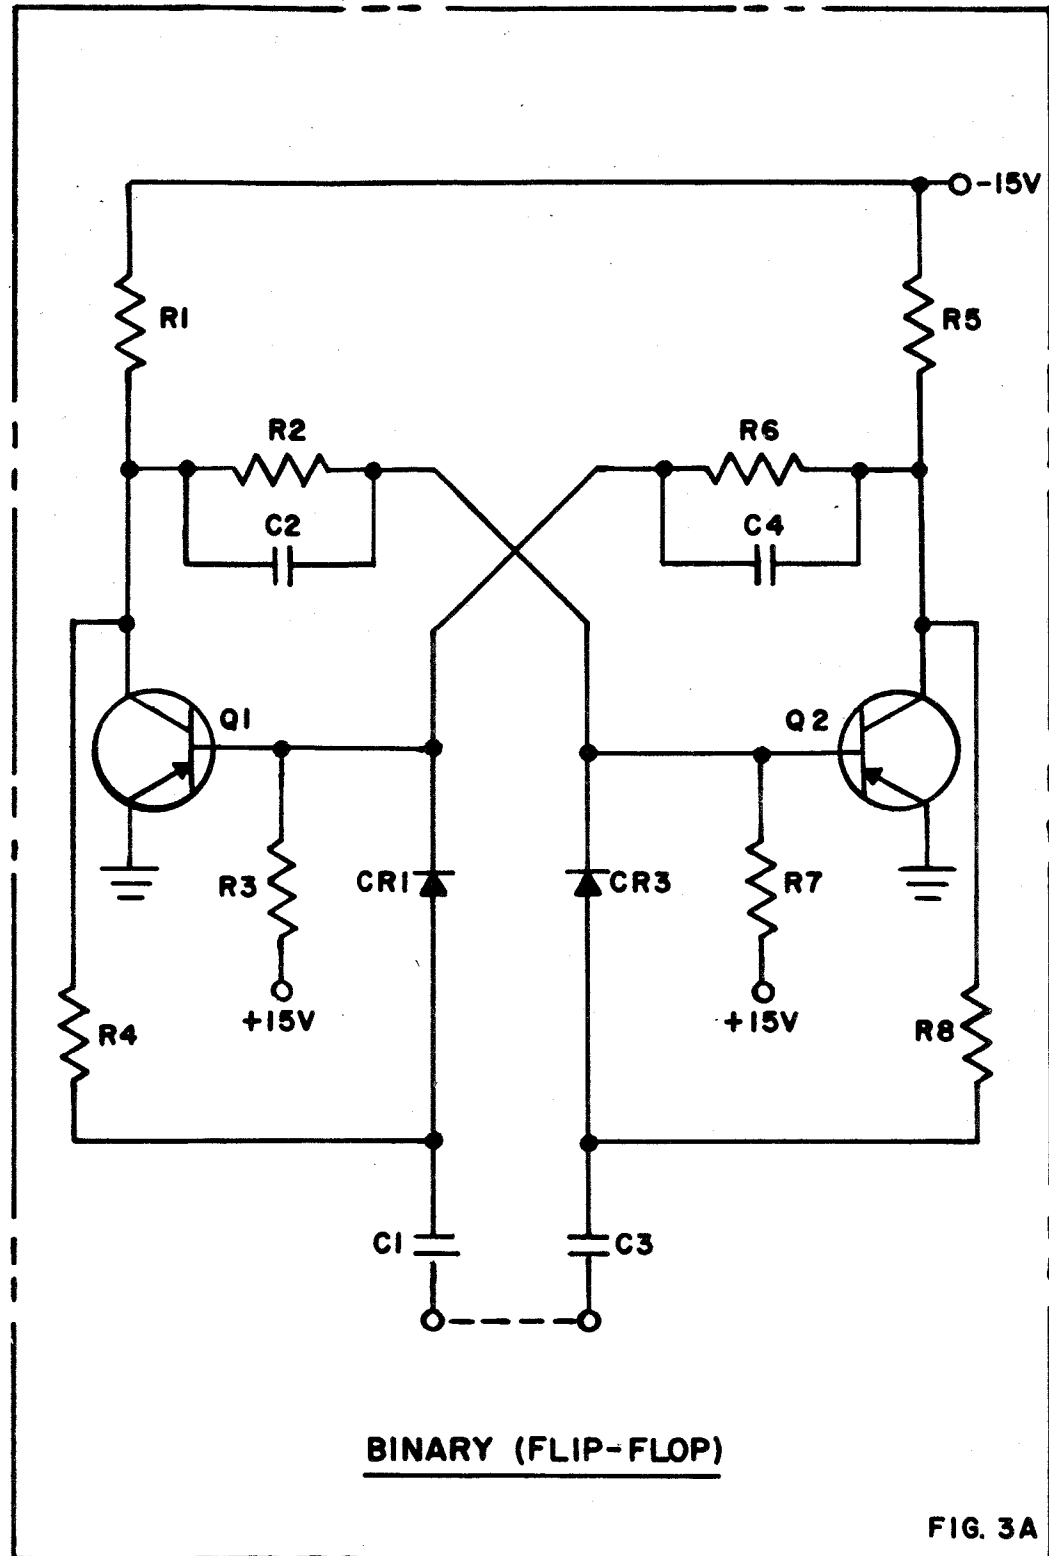 -15V
R1
R5
R2
R6
C2
C4
Q1
Q2
R3
CR1
CR3
R7
+15V
+15V
R4
R8
C1
C3
BINARY (FLIP-FLOP)
FIG. 3A